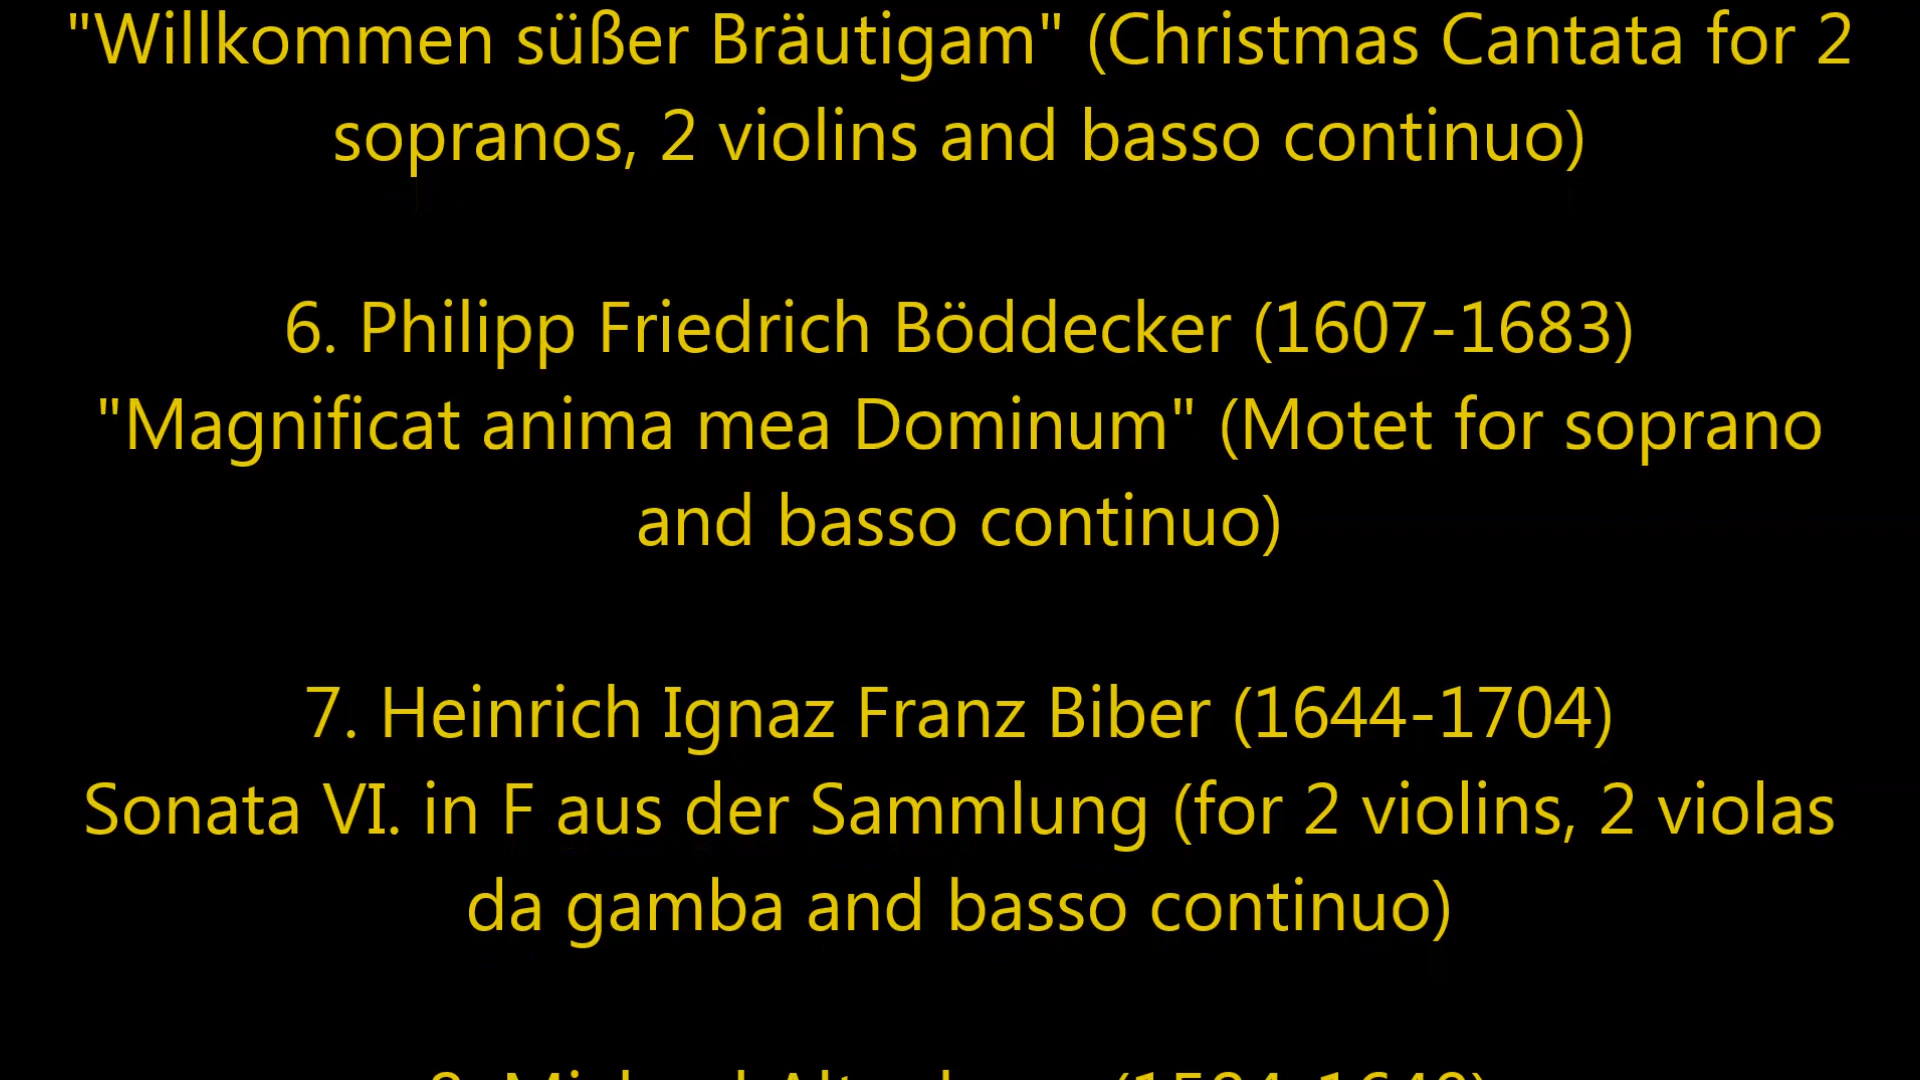 "Willkommen süßer Bräutigam" (Christmas Cantata for 2
sopranos, 2 violins and basso continuo)
6. Philipp Friedrich Böddecker (1607-1683)
"Magnificat anima mea Dominum" (Motet for soprano
and basso continuo)
7. Heinrich Ignaz Franz Biber (1644-1704)
Sonata VI. in F aus der Sammlung (for 2 violins, 2 violas
da gamba and basso continuo)